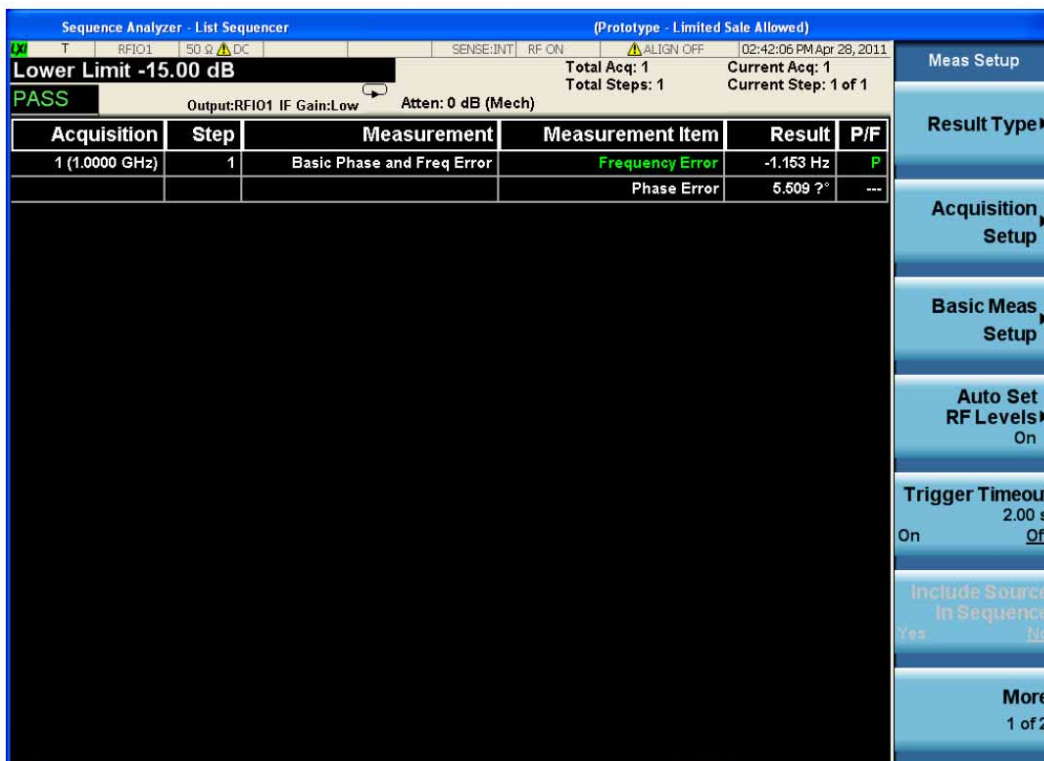 Sequence Analyzer - List Sequencer (Prototype - Limited Sale Allowed)
LXI T RFIO1 50 Ω DC SENSE:INT RF ON ALIGN OFF 02:42:06 PM Apr 28, 2011
Lower Limit -15.00 dB Total Acq: 1 Current Acq: 1
Total Steps: 1 Current Step: 1 of 1
PASS Output:RFIO1 IF Gain:Low Atten: 0 dB (Mech)
Acquisition Step Measurement Measurement Item Result P/F
1 (1.0000 GHz) 1 Basic Phase and Freq Error Frequency Error -1.153 Hz P
Phase Error 5.509 ?° ---
Meas Setup
Result Type
Acquisition
Setup
Basic Meas
Setup
Auto Set
RF Levels
On
Trigger Timeou
2.00 s
On Of
Include Source
In Sequence
Yes No
More
1 of 2